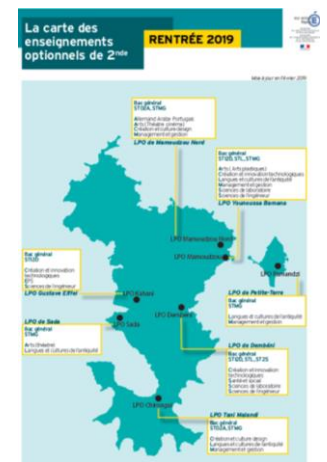 La carte des
enseignements
optionnels de 2nde
RENTRÉE 2019
Mise à jour en février 2019
Bac général
STI2A, STMG
Allemand Arabe Portugais
Arts (Théâtre cinéma)
Création et culture design
Management et gestion
LPO de Mamoudzou Nord
Bac général
STI2D, STL, STMG
Arts (Arts plastiques)
Création et innovation technologiques
Langues et cultures de l'antiquité
Management et gestion
Sciences de laboratoire
Sciences de l'ingénieur
LPO Younoussa Bamana
LPO Mamoudzou Nord
LPO Mamoudzou
LPO Pamandzi
LPO de Petite-Terre
Bac général
STMG
Langues et cultures de l'antiquité
Management et gestion
Bac général
STI2D
Création et innovation
technologiques
EPS
Sciences de l'ingénieur
LPO Gustave Eiffel
LPO Kahani
LPO de Sada
Bac général
STMG
Arts (théâtre)
Langues et cultures de l'antiquité
LPO Sada
LPO Dembéni
LPO de Dembéni
Bac général
STI2D, STL, ST2S
Création et innovation
technologiques
Santé et social
Sciences de laboratoire
Sciences de l'ingénieur
LPO Chirongui
LPO Tani Malandi
Bac général
STI2A, STMG
Création et culture design
Langues et cultures de l'antiquité
Management et gestion